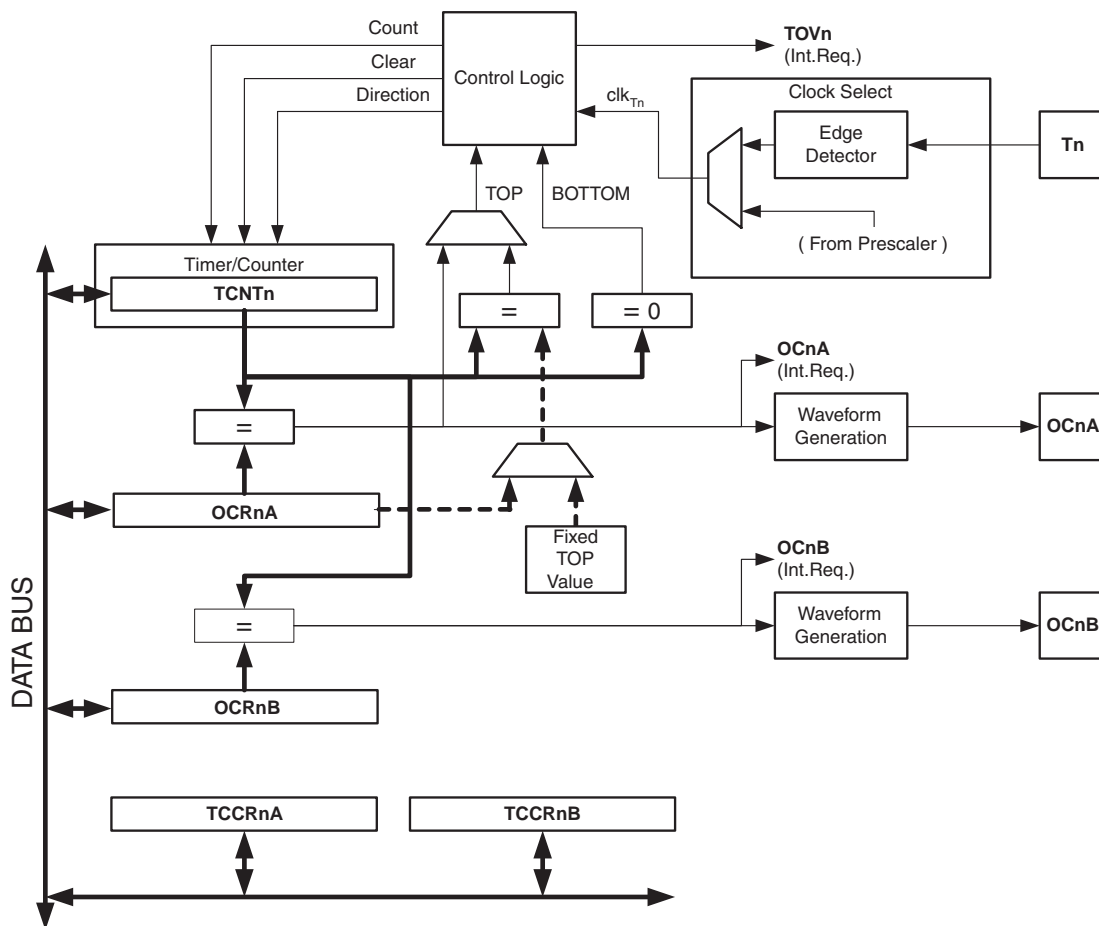 Count
TOVn
(Int.Req.)
Clear
Control Logic
Direction
clkTn
Clock Select
Edge
Detector
Tn
TOP
BOTTOM
( From Prescaler )
Timer/Counter
TCNTn
=
= 0
OCnA
(Int.Req.)
=
Waveform
Generation
OCnA
OCRnA
Fixed
TOP
Value
OCnB
(Int.Req.)
=
Waveform
Generation
OCnB
DATA BUS
OCRnB
TCCRnA
TCCRnB